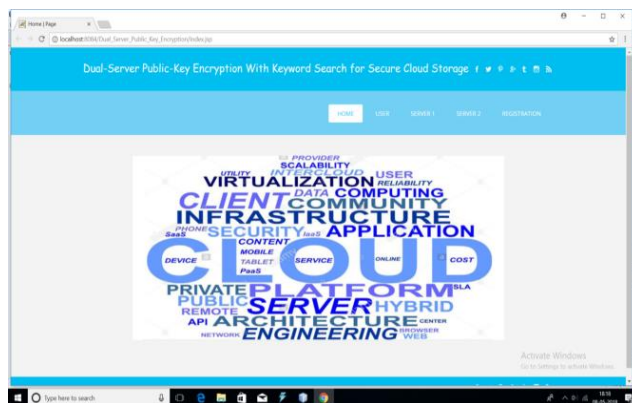 Home | Page
localhost:8084/Dual_Server_Public_Key_Encryption/index.jsp
Dual-Server Public-Key Encryption With Keyword Search for Secure Cloud Storage
HOME USER SERVER 1 SERVER 2 REGISTRATION
PROVIDER
SCALABILITY
UTILITY INTERCLOUD USER
VIRTUALIZATION RELIABILITY
DATA COMPUTING
CLIENT COMMUNITY
INFRASTRUCTURE
PHONE SECURITY IaaS APPLICATION
SaaS
CONTENT
CLOUD
DEVICE MOBILE TABLET PaaS SERVICE ONLINE COST
PRIVATE PLATFORM SLA
PUBLIC SERVER HYBRID
REMOTE
API ARCHITECTURE CENTER
NETWORK ENGINEERING BROWSER
WEB
Activate Windows
Go to Settings to activate Windows.
Type here to search
18:18